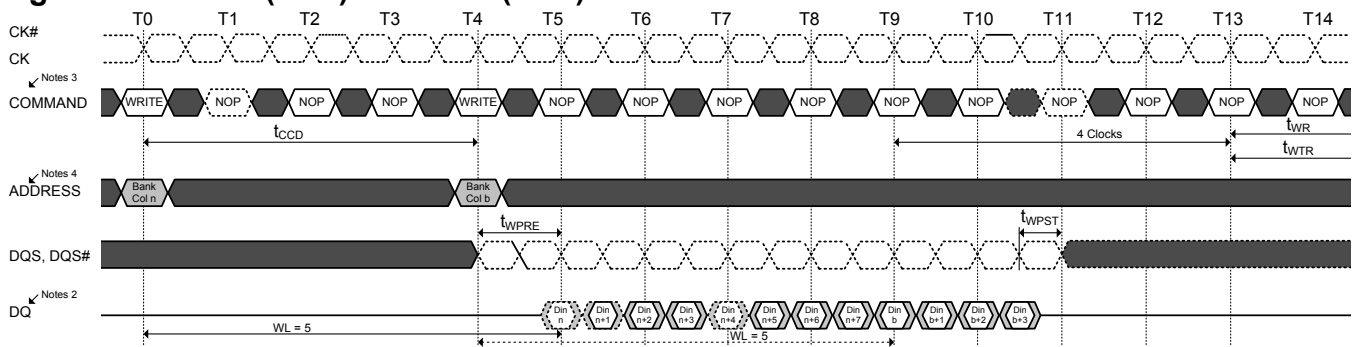 T0 T1 T2 T3 T4 T5 T6 T7 T8 T9 T10 T11 T12 T13 T14
CK#
CK
Notes 3
COMMAND WRITE NOP NOP NOP WRITE NOP NOP NOP NOP NOP NOP NOP NOP NOP NOP
tCCD 4 Clocks tWR
tWTR
Notes 4
ADDRESS Bank Col n Bank Col b
tWPRE tWPST
DQS, DQS#
Notes 2
DQ Din n Din n+1 Din n+2 Din n+3 Din n+4 Din n+5 Din n+6 Din n+7 Din b Din b+1 Din b+2 Din b+3
WL = 5 WL = 5